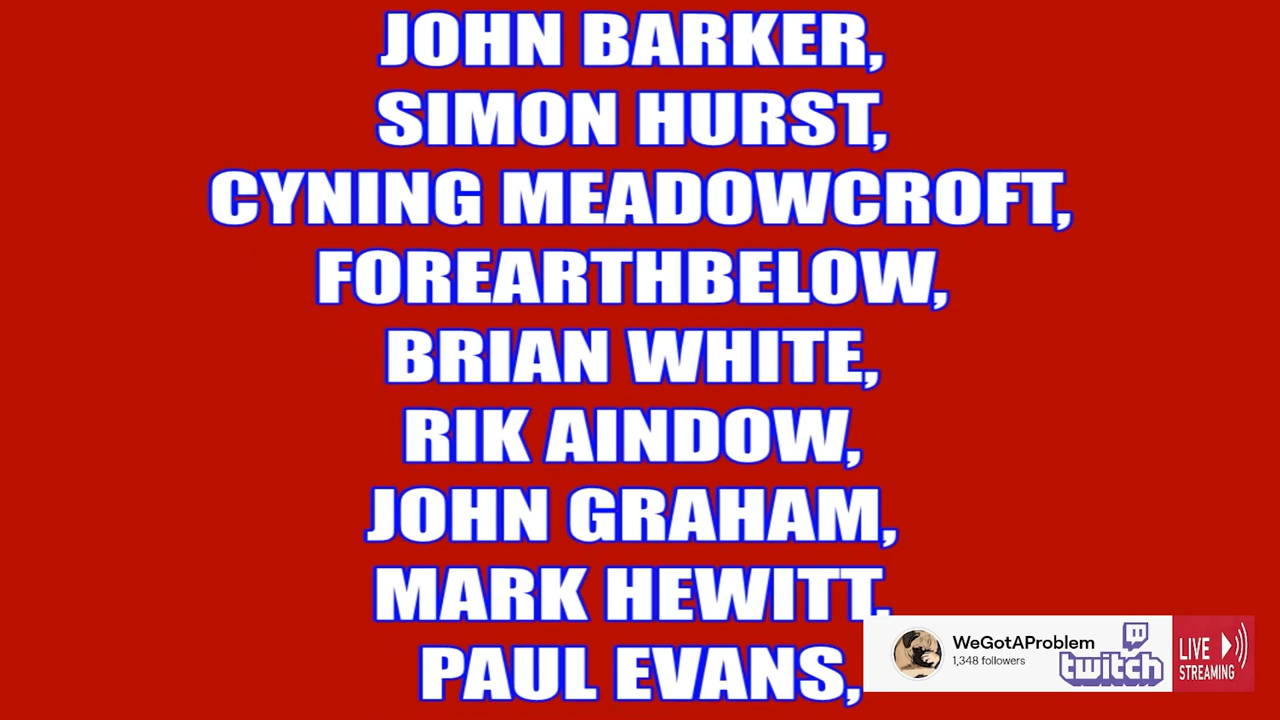 JOHN BARKER,
SIMON HURST,
CYNING MEADOWCROFT,
FOREARTHBELOW,
BRIAN WHITE,
RIK AINDOW,
JOHN GRAHAM,
MARK HEWITT,
PAUL EVANS,
WeGotAProblem
1,348 followers
twitch
LIVE
STREAMING